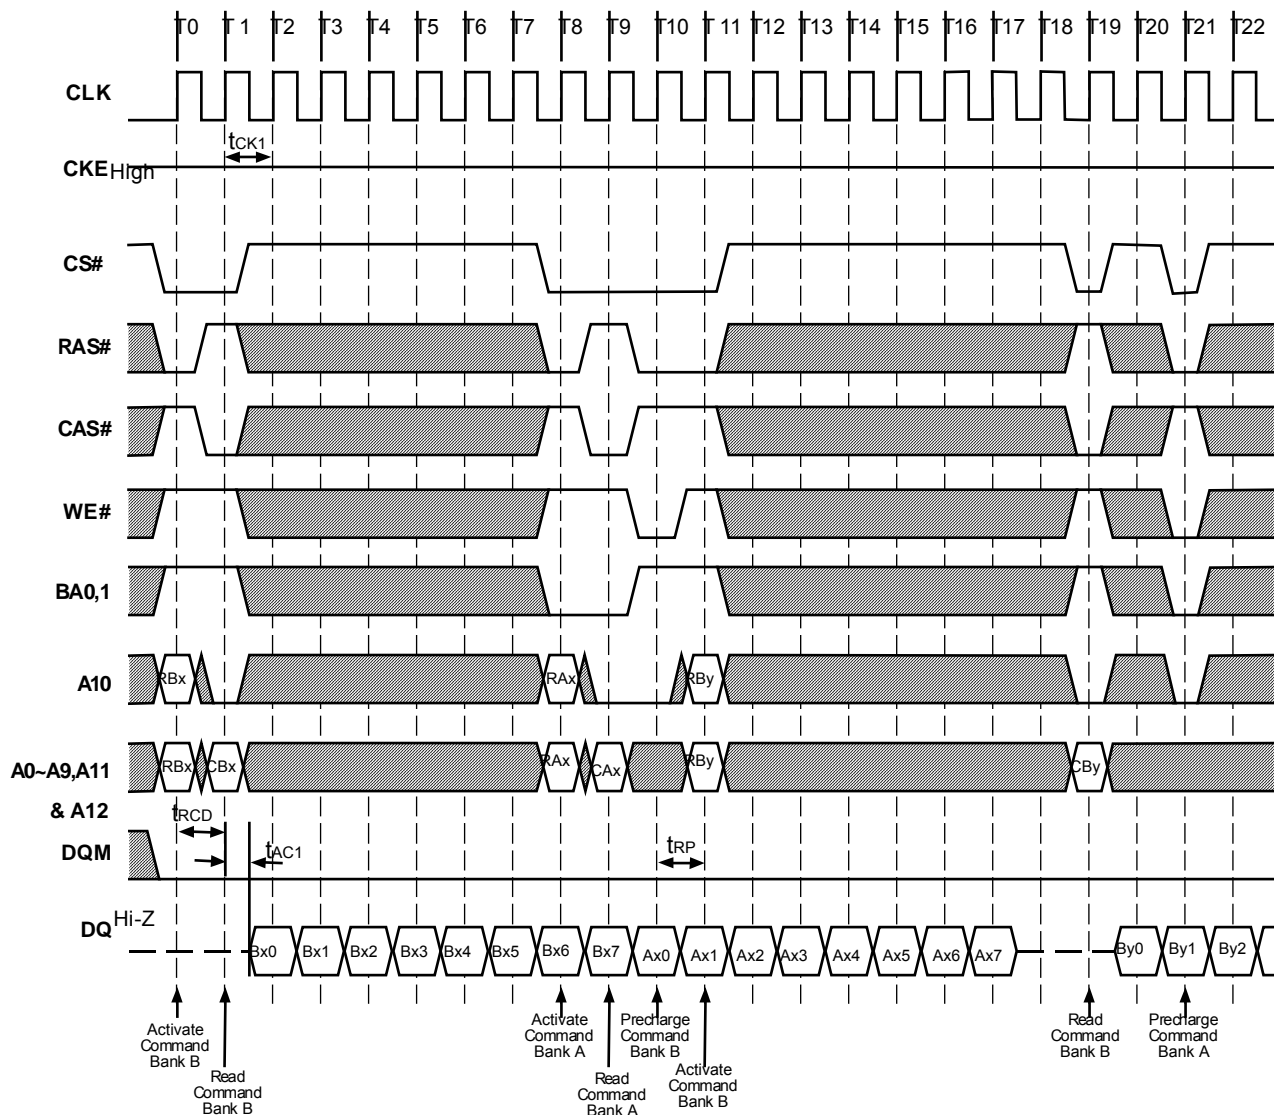 T0 T1 T2 T3 T4 T5 T6 T7 T8 T9 T10 T11 T12 T13 T14 T15 T16 T17 T18 T19 T20 T21 T22
CLK
tCK1
CKE High
CS#
RAS#
CAS#
WE#
BA0,1
A10 RBx RAx RBy
A0~A9,A11 RBx CBx RAx CAx RBy CBy
& A12
tRCD
DQM tAC1 tRP
DQ Hi-Z
Bx0 Bx1 Bx2 Bx3 Bx4 Bx5 Bx6 Bx7 Ax0 Ax1 Ax2 Ax3 Ax4 Ax5 Ax6 Ax7 By0 By1 By2
Activate
Command
Bank B
Read
Command
Bank B
Activate
Command
Bank A
Read
Command
Bank A
Precharge
Command
Bank B
Activate
Command
Bank B
Read
Command
Bank B
Precharge
Command
Bank A